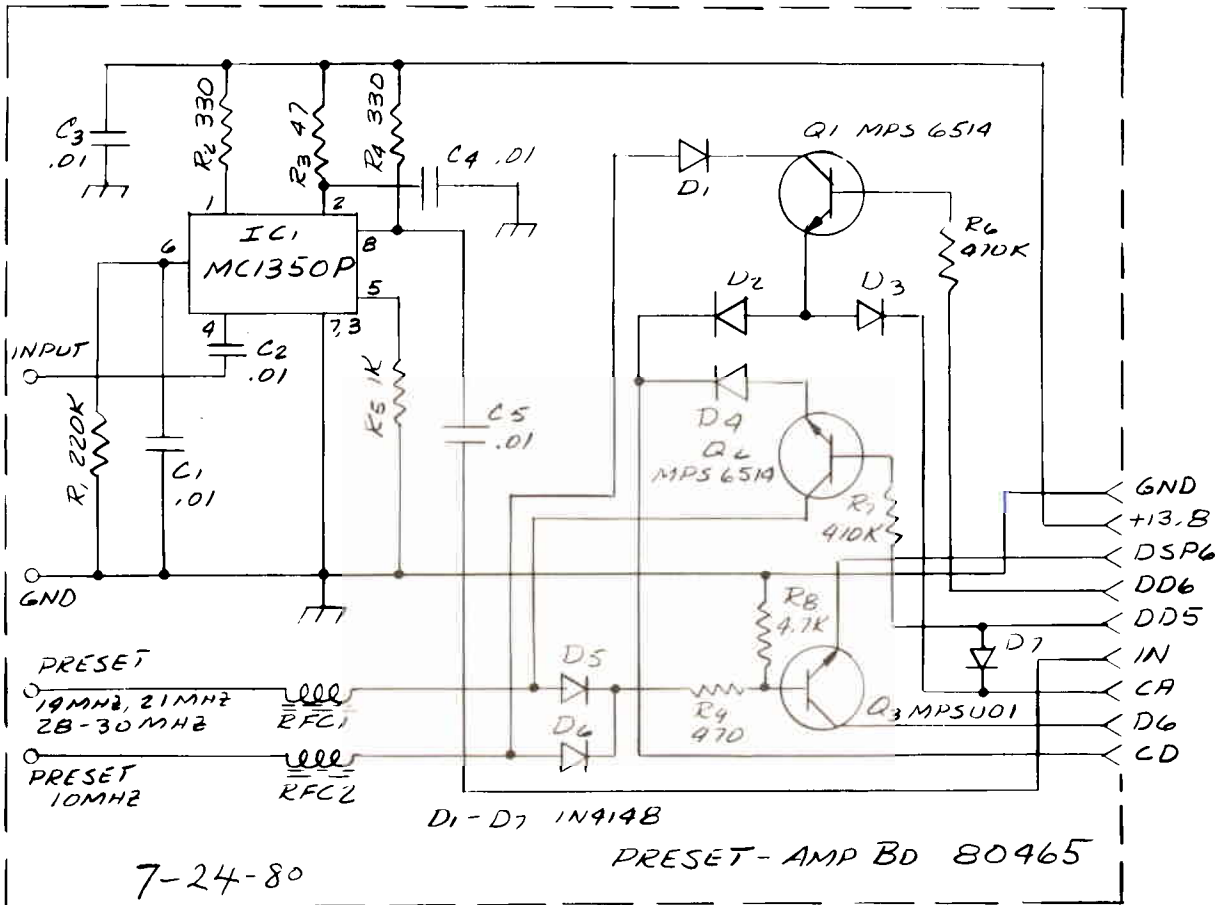 C3
.01
R2 330
R3 47
R4 330
C4 .01
Q1 MPS 6514
D1
R6
470K
1
2
IC1
MC1350P
6
8
5
4
7,3
C2
.01
INPUT
R1 220K
C1
.01
R5 1K
C5
.01
D2
D3
D4
Q2
MPS 6514
R7
470K
GND
GND
+13.8
DSP6
DD6
DD5
IN
CA
D6
CD
R8
4.7K
D7
PRESET
14MHZ, 21MHZ
28-30MHZ
RFC1
D5
D6
R9
470
Q3 MPSU01
PRESET
10MHZ
RFC2
D1-D7 1N4148
7-24-80
PRESET-AMP BD 80465